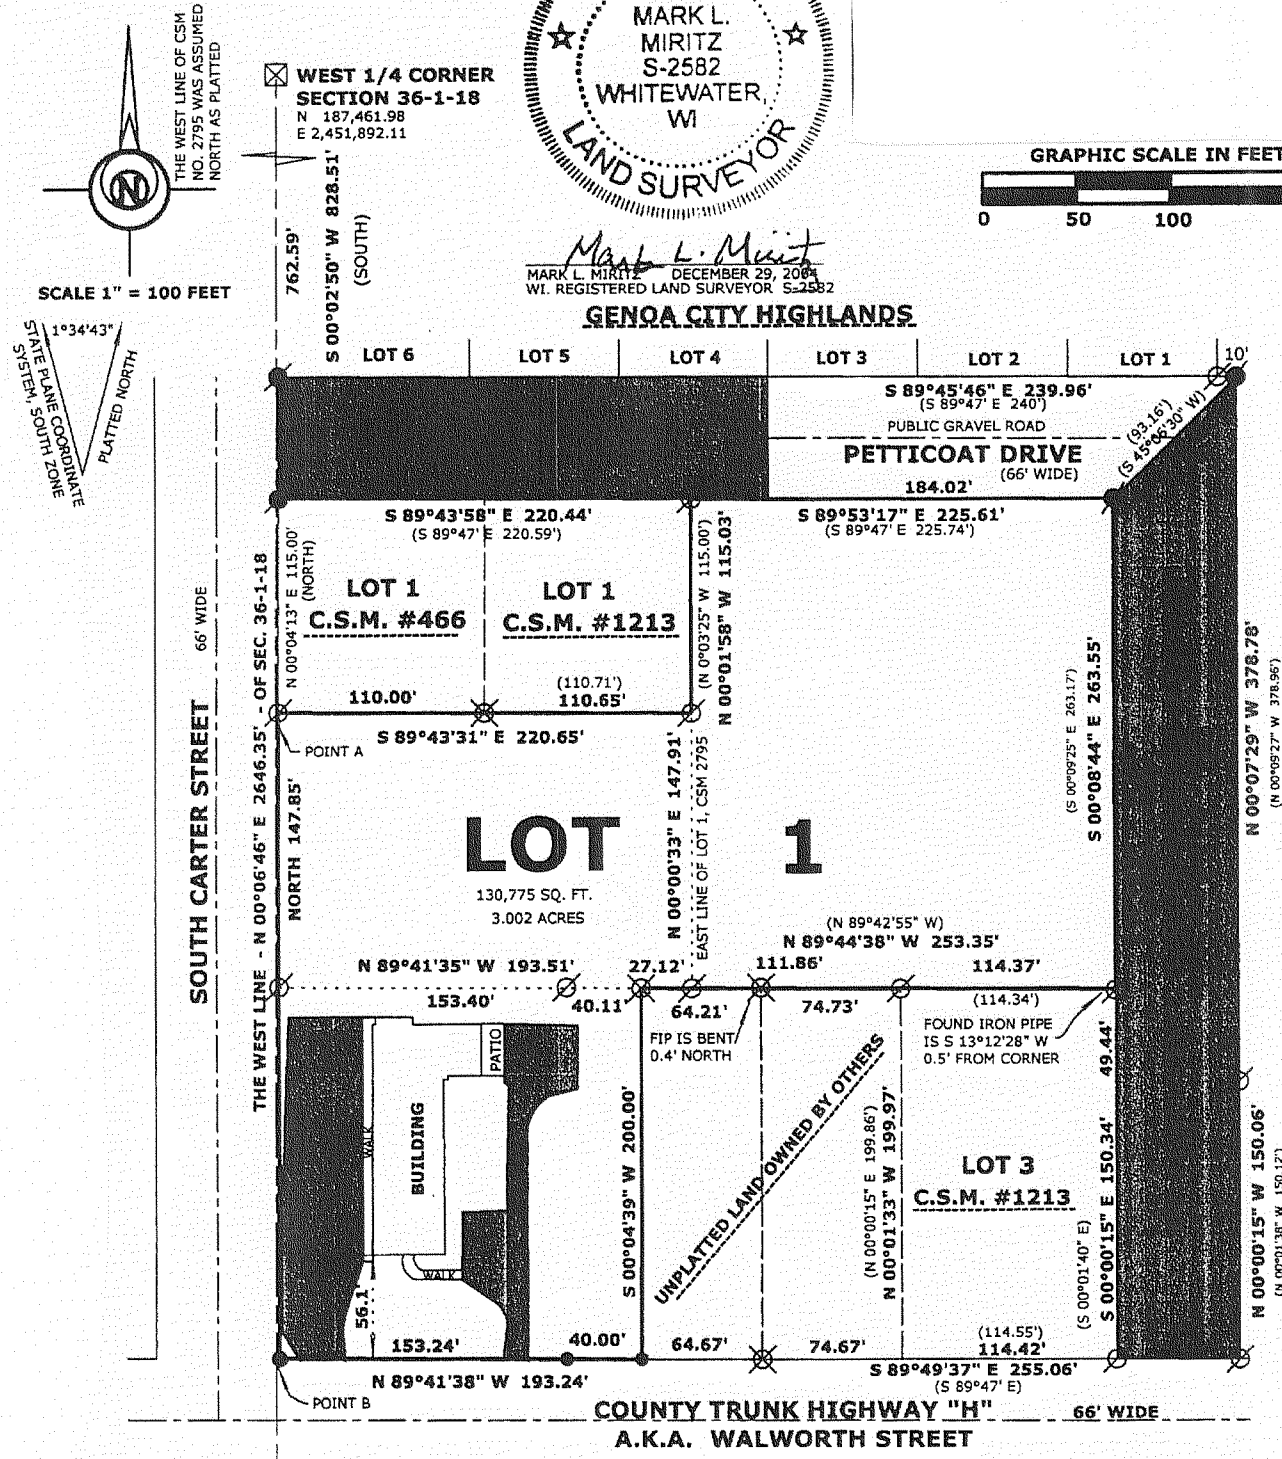 THE WEST LINE OF CSM
NO. 2795 WAS ASSUMED
NORTH AS PLATTED
N
SCALE 1" = 100 FEET
1°34'43"
STATE PLANE COORDINATE
SYSTEM, SOUTH ZONE
PLATTED NORTH
WEST 1/4 CORNER
SECTION 36-1-18
N 187,461.98
E 2,451,892.11
762.59'
S 00°02'50" W 828.51'
(SOUTH)
MARK L.
MIRITZ
S-2582
WHITEWATER,
WI
LAND SURVEYOR
Mark L. Miritz
MARK L. MIRITZ DECEMBER 29, 2004
WI. REGISTERED LAND SURVEYOR S-2582
GRAPHIC SCALE IN FEET
0 50 100
GENOA CITY HIGHLANDS
LOT 6 LOT 5 LOT 4 LOT 3 LOT 2 LOT 1 10'
S 89°45'46" E 239.96'
(S 89°47' E 240')
PUBLIC GRAVEL ROAD
PETTICOAT DRIVE
(66' WIDE)
184.02'
(93.16')
(S 45°06'30" W)
S 89°43'58" E 220.44'
(S 89°47' E 220.59')
S 89°53'17" E 225.61'
(S 89°47' E 225.74')
N 00°04'13" E 115.00'
(NORTH)
LOT 1
C.S.M. #466
LOT 1
C.S.M. #1213
(N 0°03'25" W 115.00')
N 00°01'58" W 115.03'
110.00'
(110.71')
110.65'
S 89°43'31" E 220.65'
POINT A
66' WIDE
SOUTH CARTER STREET
THE WEST LINE - N 00°06'46" E 2646.35' - OF SEC. 36-1-18
NORTH 147.85'
N 00°00'33" E 147.91'
EAST LINE OF LOT 1, CSM 2795
LOT 1
130,775 SQ. FT.
3.002 ACRES
(S 00°09'25" E 263.17')
S 00°08'44" E 263.55'
N 00°07'29" W 378.78'
(N 00°09'27" W 378.96')
(N 89°42'55" W)
N 89°44'38" W 253.35'
N 89°41'35" W 193.51'
27.12'
111.86'
114.37'
153.40'
40.11'
64.21'
74.73'
(114.34')
FIP IS BENT
0.4' NORTH
FOUND IRON PIPE
IS S 13°12'28" W
0.5' FROM CORNER
49.44'
PATIO
WALK
BUILDING
WALK
56.1'
S 00°04'39" W 200.00'
UNPLATTED LAND OWNED BY OTHERS
(N 00°00'15" E 199.86')
N 00°01'33" W 199.97'
LOT 3
C.S.M. #1213
(S 00°01'40" E)
S 00°00'15" E 150.34'
N 00°00'15" W 150.06'
(N 00°01'38" W 150.12')
153.24'
40.00'
64.67'
74.67'
(114.55')
114.42'
N 89°41'38" W 193.24'
S 89°49'37" E 255.06'
(S 89°47' E)
POINT B
COUNTY TRUNK HIGHWAY "H" 66' WIDE
A.K.A. WALWORTH STREET